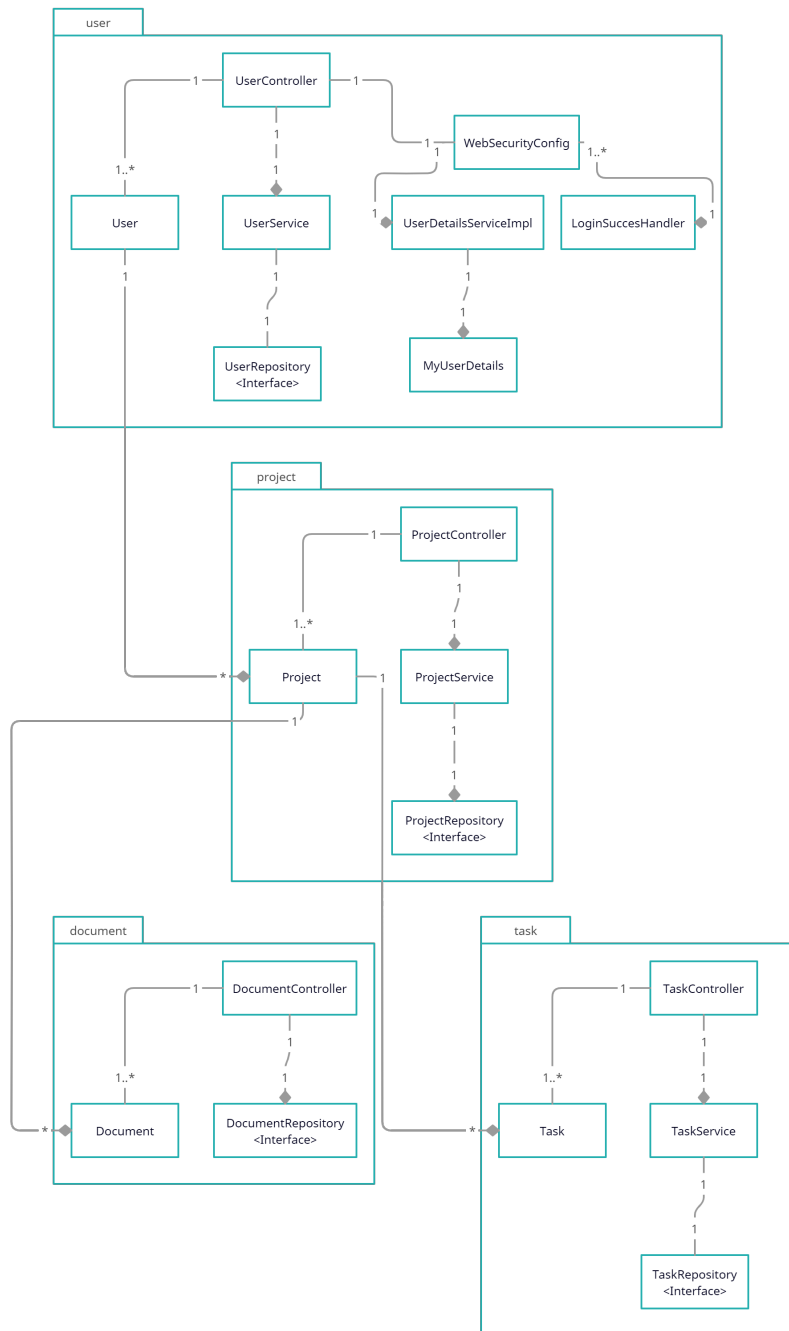 user
UserController
1
1
1
1..*
1
1
1
WebSecurityConfig
1..*
1
1
User
UserService
UserDetailsServiceImpl
LoginSuccesHandler
1
1
1
1
1
UserRepository
<Interface>
MyUserDetails
project
ProjectController
1
1
1..*
1
*
Project
1
ProjectService
1
1
1
ProjectRepository
<Interface>
document
DocumentController
1
1
1..*
1
*
Document
DocumentRepository
<Interface>
task
TaskController
1
1
1..*
1
*
Task
TaskService
1
1
TaskRepository
<Interface>